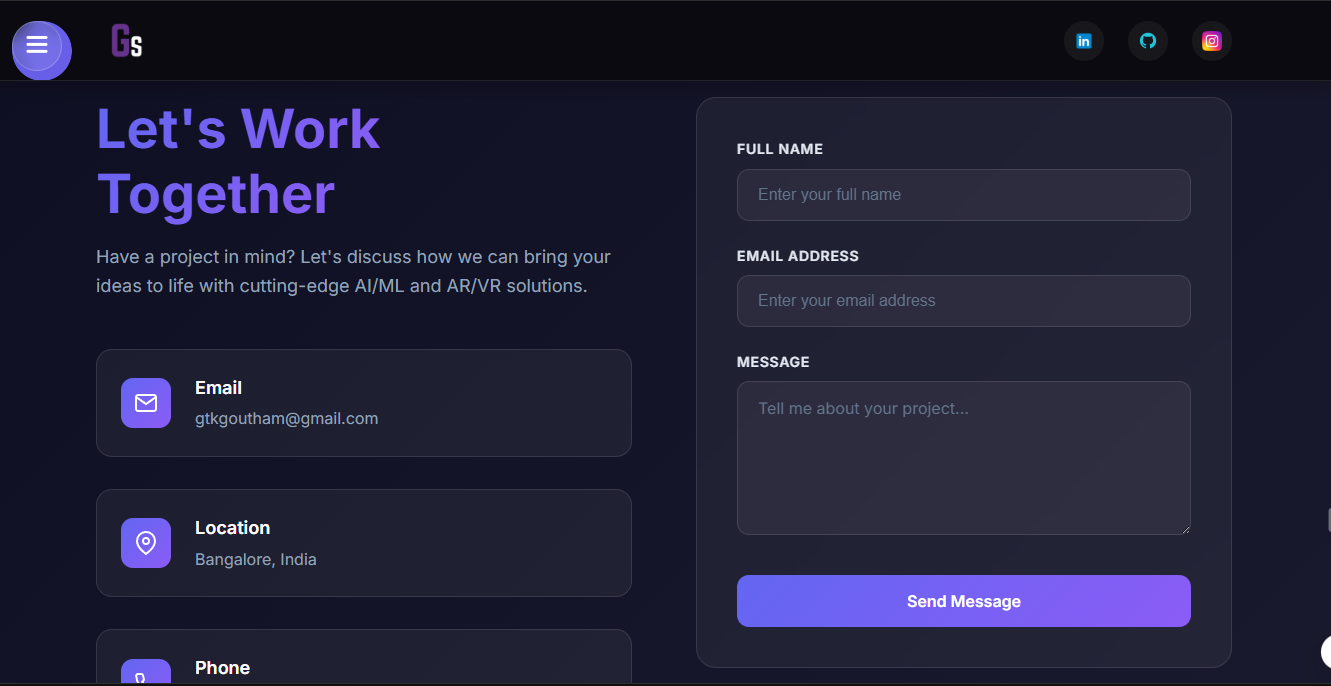 Gs
Let's Work
Together
Have a project in mind? Let's discuss how we can bring your
ideas to life with cutting-edge AI/ML and AR/VR solutions.
Email
gtkgoutham@gmail.com
Location
Bangalore, India
Phone
FULL NAME
Enter your full name
EMAIL ADDRESS
Enter your email address
MESSAGE
Tell me about your project...
Send Message